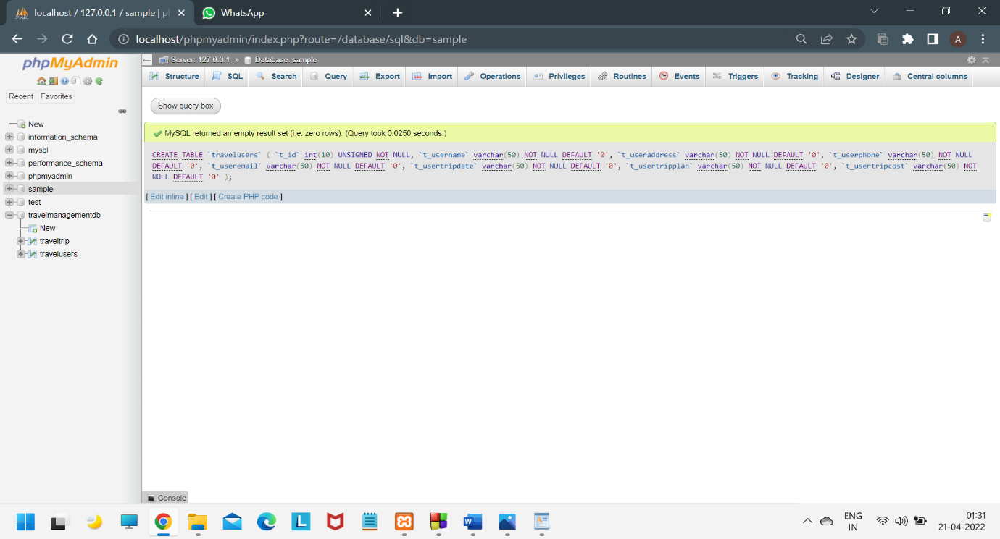 localhost / 127.0.0.1 / sample | p
WhatsApp
localhost/phpmyadmin/index.php?route=/database/sql&db=sample
A
phpMyAdmin
Recent Favorites
New
information_schema
mysql
performance_schema
phpmyadmin
sample
test
travelmanagementdb
New
traveltrip
travelusers
Server: 127.0.0.1 » Database: sample
Structure SQL Search Query Export Import Operations Privileges Routines Events Triggers Tracking Designer Central columns
Show query box
MySQL returned an empty result set (i.e. zero rows). (Query took 0.0250 seconds.)
CREATE TABLE `travelusers` ( `t_id` int(10) UNSIGNED NOT NULL, `t_username` varchar(50) NOT NULL DEFAULT '0', `t_useraddress` varchar(50) NOT NULL DEFAULT '0', `t_userphone` varchar(50) NOT NULL
DEFAULT '0', `t_useremail` varchar(50) NOT NULL DEFAULT '0', `t_usertripdate` varchar(50) NOT NULL DEFAULT '0', `t_usertripplan` varchar(50) NOT NULL DEFAULT '0', `t_usertripcost` varchar(50) NOT
NULL DEFAULT '0' );
[ Edit inline ] [ Edit ] [ Create PHP code ]
Console
L
W
ENG
IN
01:31
21-04-2022